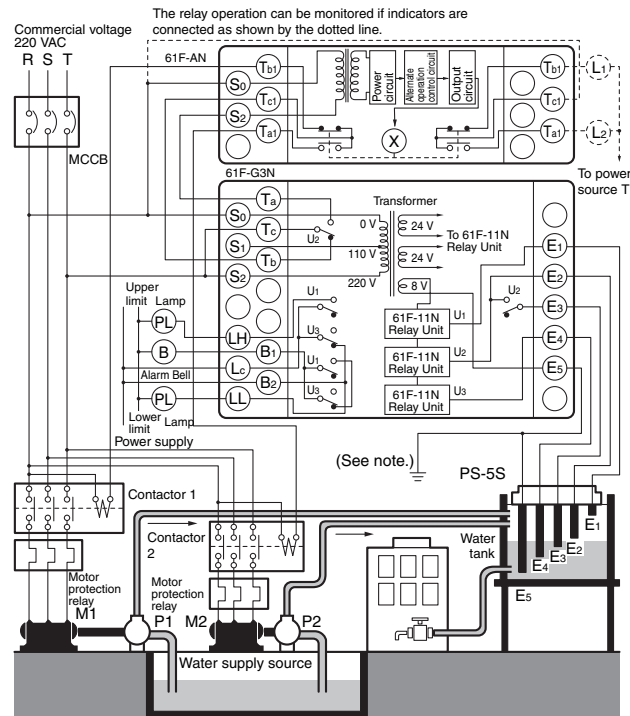 The relay operation can be monitored if indicators are
connected as shown by the dotted line.
Commercial voltage
220 VAC
R S T
MCCB
61F-AN
Tb1
S0
Tc1
S2
Ta1
Power
circuit
Alternate
operation
control circuit
Output
circuit
X
Tb1
Tc1
Ta1
L1
L2
To power
source T
61F-G3N
Ta
S0
Tc
S1
Tb
S2
U2
Transformer
0 V
110 V
220 V
24 V
24 V
8 V
To 61F-11N
Relay Unit
E1
E2
U2
E3
E4
E5
Upper
limit
Lamp
PL
LH
B
B1
Lc
Alarm Bell
B2
PL
LL
Lower
limit
Lamp
U1
U3
U1
U3
61F-11N
Relay Unit
U1
61F-11N
Relay Unit
U2
61F-11N
Relay Unit
U3
Power supply
(See note.)
PS-5S
Contactor 1
Contactor
2
Water
tank
E1
E2
E3
E4
E5
Motor
protection
relay
Motor
protection
relay
M1
P1
M2
P2
Water supply source